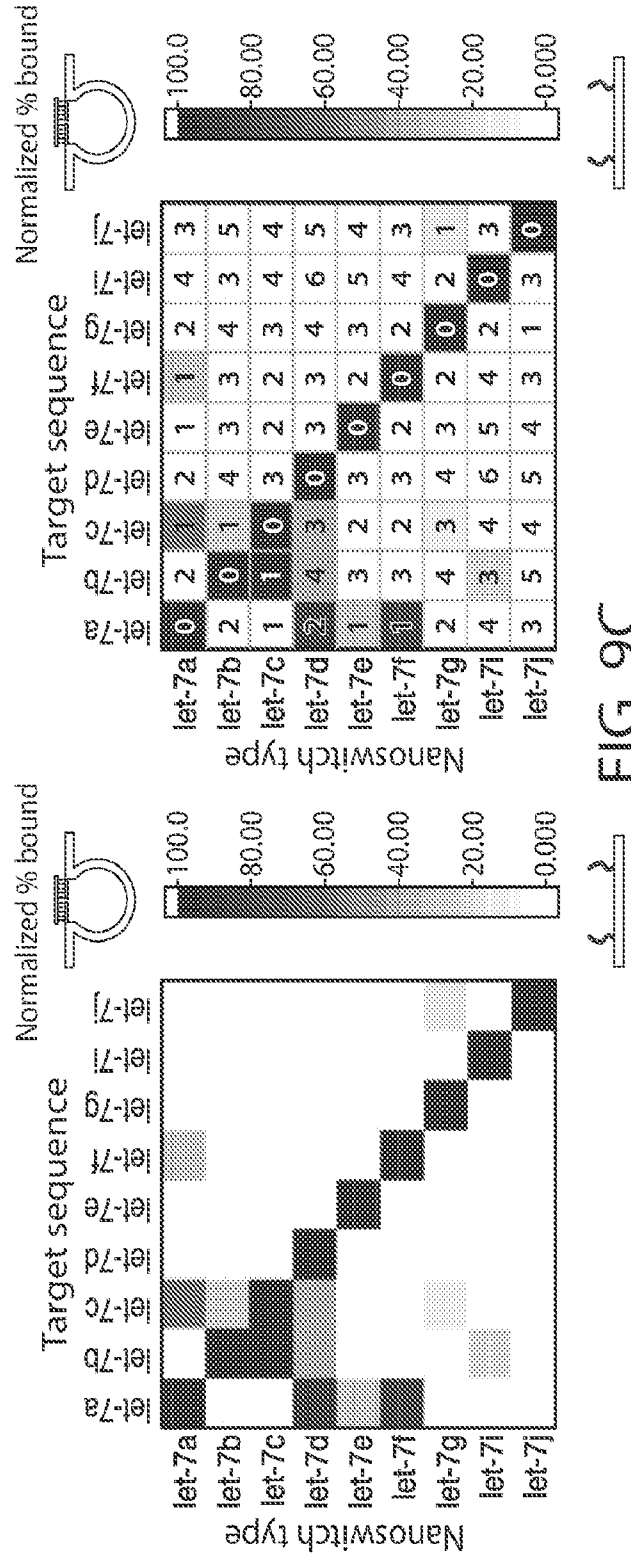 Normalized % bound
Target sequence
let-7a let-7b let-7c let-7d let-7e let-7f let-7g let-7i let-7j
Nanoswitch type
let-7a
let-7b
let-7c
let-7d
let-7e
let-7f
let-7g
let-7i
let-7j
100.0
80.00
60.00
40.00
20.00
0.000
Normalized % bound
Target sequence
let-7a let-7b let-7c let-7d let-7e let-7f let-7g let-7i let-7j
Nanoswitch type
let-7a 0 2 1 2 1 1 2 4 3
let-7b 2 0 1 4 3 3 4 3 5
let-7c 1 1 0 3 2 2 3 4 4
let-7d 2 4 3 0 3 3 4 6 5
let-7e 1 3 2 3 0 2 3 5 4
let-7f 1 3 2 3 2 0 2 4 3
let-7g 2 4 3 4 3 2 0 2 1
let-7i 4 3 4 6 5 4 2 0 3
let-7j 3 5 4 5 4 3 1 3 0
100.0
80.00
60.00
40.00
20.00
0.000
FIG. 9C